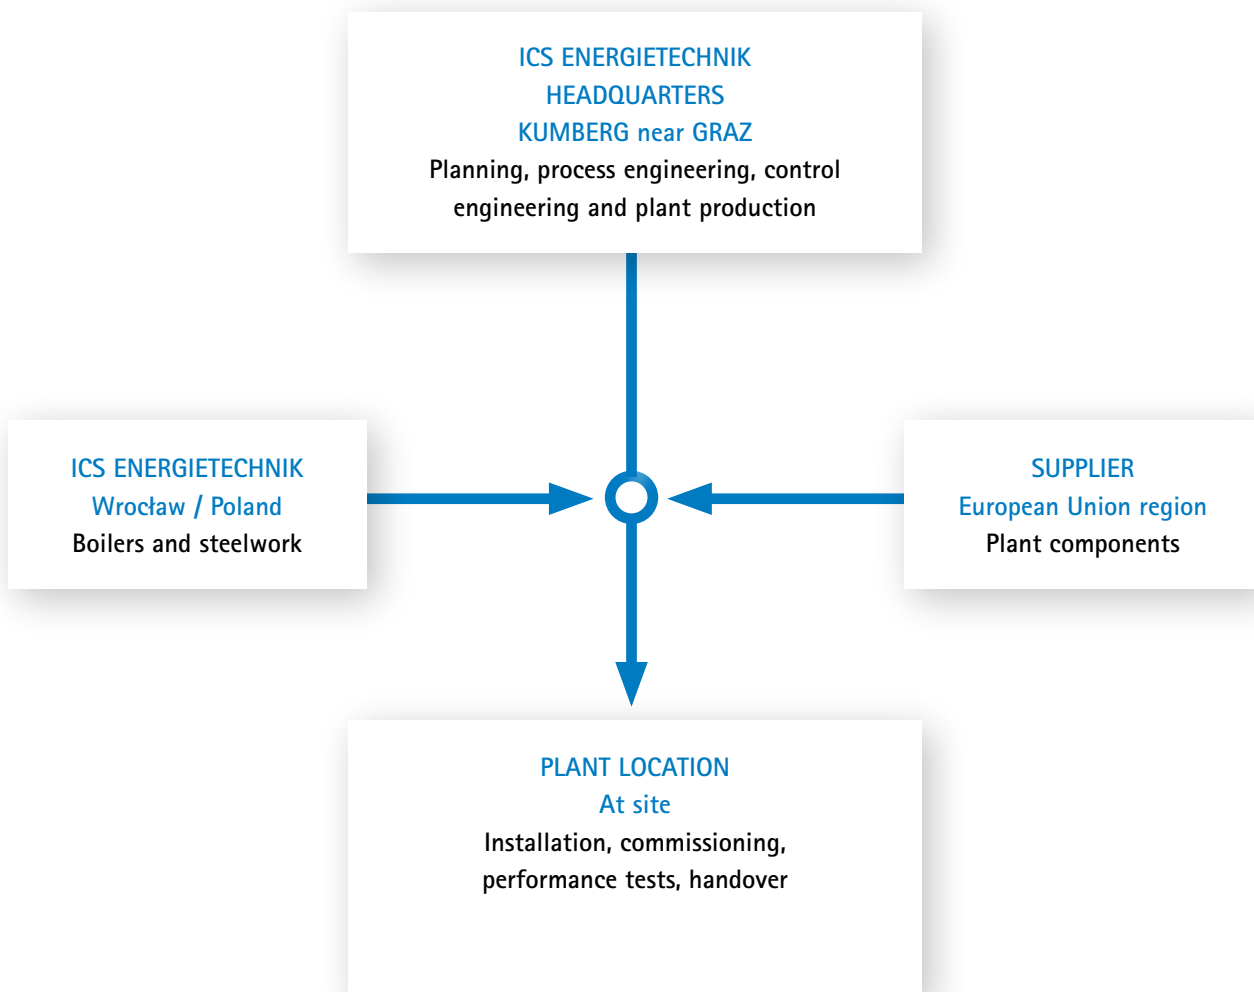 ICS ENERGIETECHNIK
HEADQUARTERS
KUMBERG near GRAZ
Planning, process engineering, control
engineering and plant production
ICS ENERGIETECHNIK
Wrocław / Poland
Boilers and steelwork
SUPPLIER
European Union region
Plant components
PLANT LOCATION
At site
Installation, commissioning,
performance tests, handover